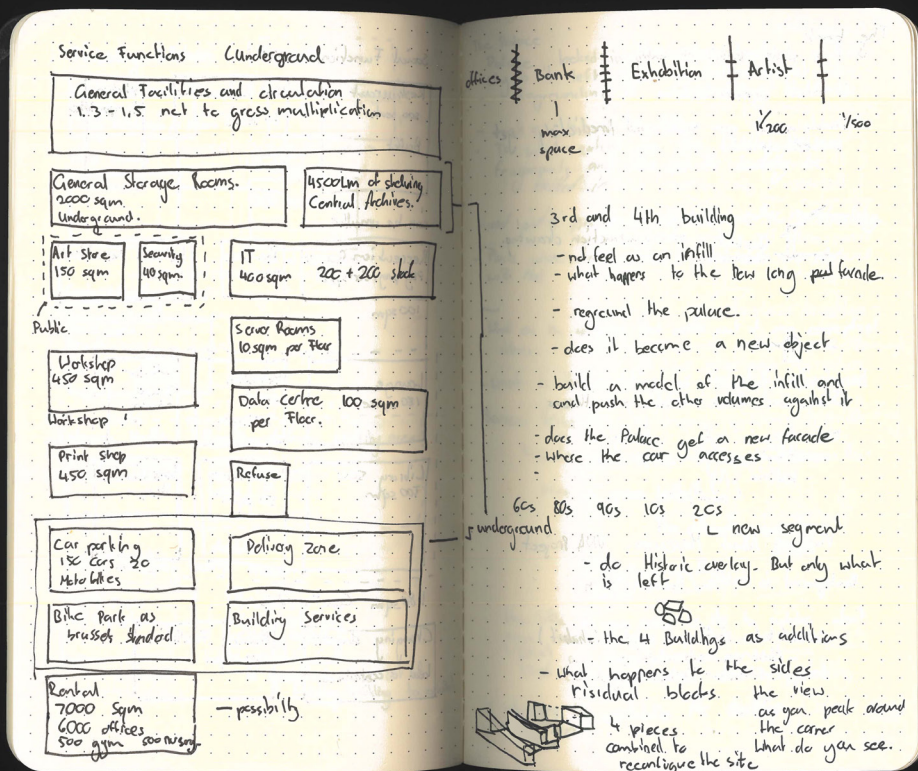 Service Functions (underground
General Facilities and circulation
1.3 - 1,5 net to gross multiplication
General Storage Rooms.
2000 sqm
underground.
4500Lm of shelving
Central Archives.
Art Store
150 sqm
Security
40 sqm.
IT
400 sqm 200 + 200 stock
Public
Server Rooms
10 sqm per Floor
Workshop
450 sqm
Workshop
Data Centre 100 sqm
per Floor.
Print shop
450 sqm
Refuse
Car parking
150 Cars 20
Motorbikes
Delivery Zone
Bike Park as
brussels standard
Building Services
Rental
7000 sqm
6000 offices
500 gym 500 nursery
- possibility
offices Bank Exhibition Artist
max
space
1/200 1/500
3rd and 4th building
- not feel as an infill
- what happens to the long facade.
- reground the palace.
- does it become a new object
- build a model of the infill and
and push the other volumes against it
- does the Palace get a new facade
- where the car accesses
-
60s 80s 90s 10s 20s
new segment
underground
- do Historic overlay. But only what
is left
- the 4 Buildings as additions
- what happens to the sides
risidual blocks the view
as you peak around
the corner
What do you see.
4 pieces
combined to
reconfigure the site